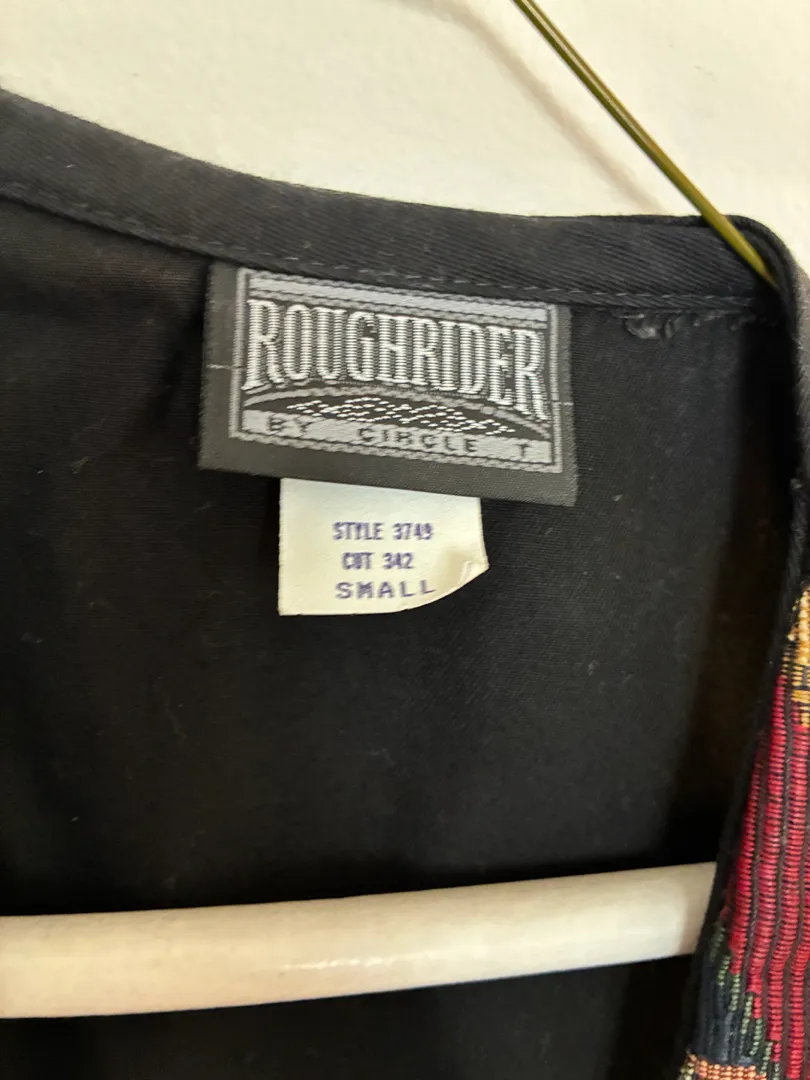 ROUGHRIDER
BY CIRCLE T
STYLE 3749
CUT 342
SMALL